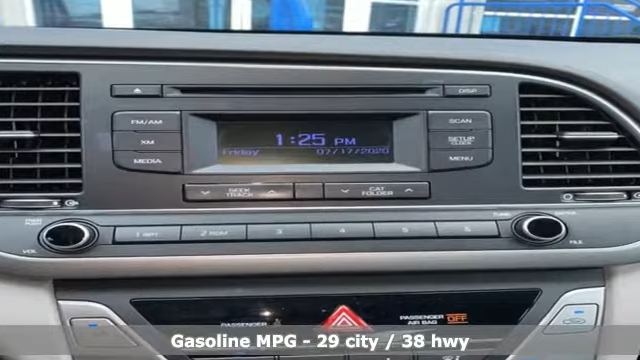 DISP
FM/AM
SCAN
XM
1:25 PM
SETUP
CLOCK
MEDIA
Friday 07/17/2020
MENU
SEEK
TRACK
CAT
FOLDER
TUNE
1 RPT
2 RDM
3
4
5
6
VOL
FILE
PASSENGER
PASSENGER
AIR BAG
OFF
Gasoline MPG - 29 city / 38 hwy